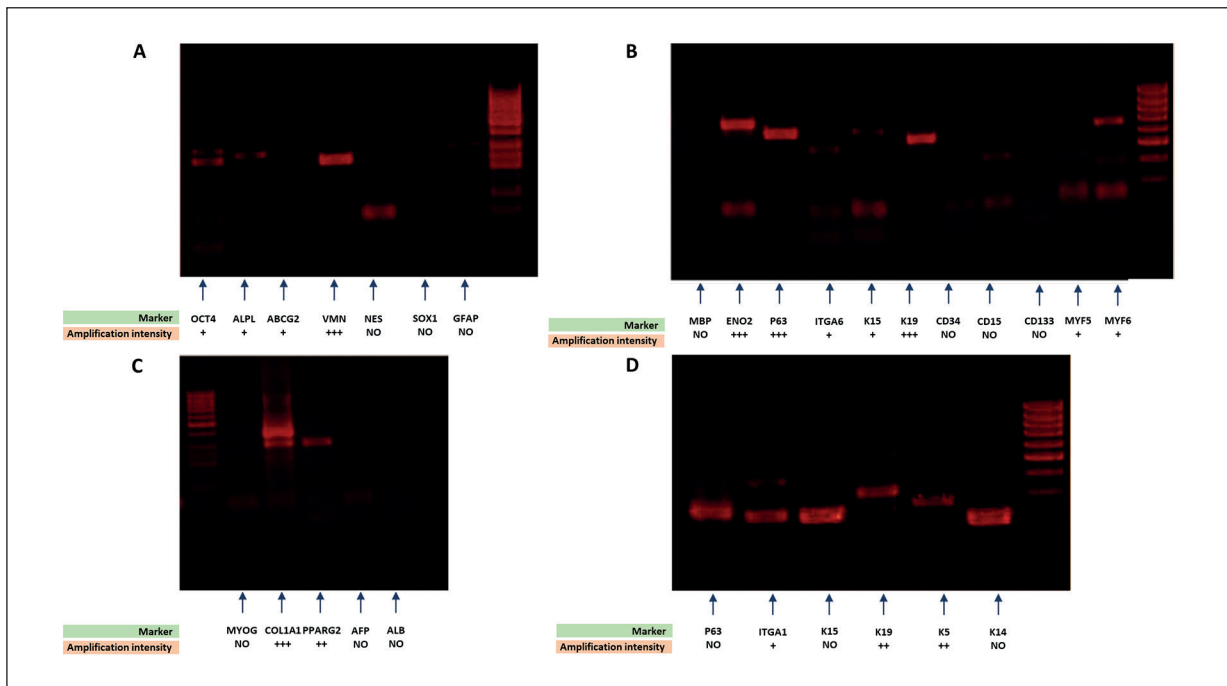 A
Marker OCT4 ALPL ABCG2 VMN NES SOX1 GFAP
Amplification intensity + + + +++ NO NO NO
B
Marker MBP ENO2 P63 ITGA6 K15 K19 CD34 CD15 CD133 MYF5 MYF6
Amplification intensity NO +++ +++ + + +++ NO NO NO + +
C
Marker MYOG COL1A1 PPARG2 AFP ALB
Amplification intensity NO +++ ++ NO NO
D
Marker P63 ITGA1 K15 K19 K5 K14
Amplification intensity NO + NO ++ ++ NO